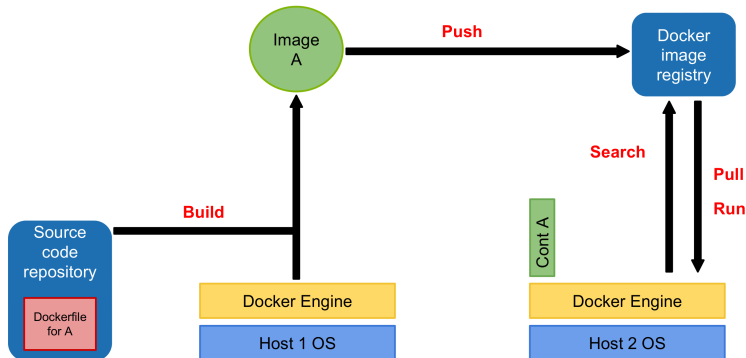 Image
A
Push
Docker
image
registry
Search
Pull
Run
Build
Source
code
repository
Dockerfile
for A
Cont A
Docker Engine
Host 1 OS
Docker Engine
Host 2 OS